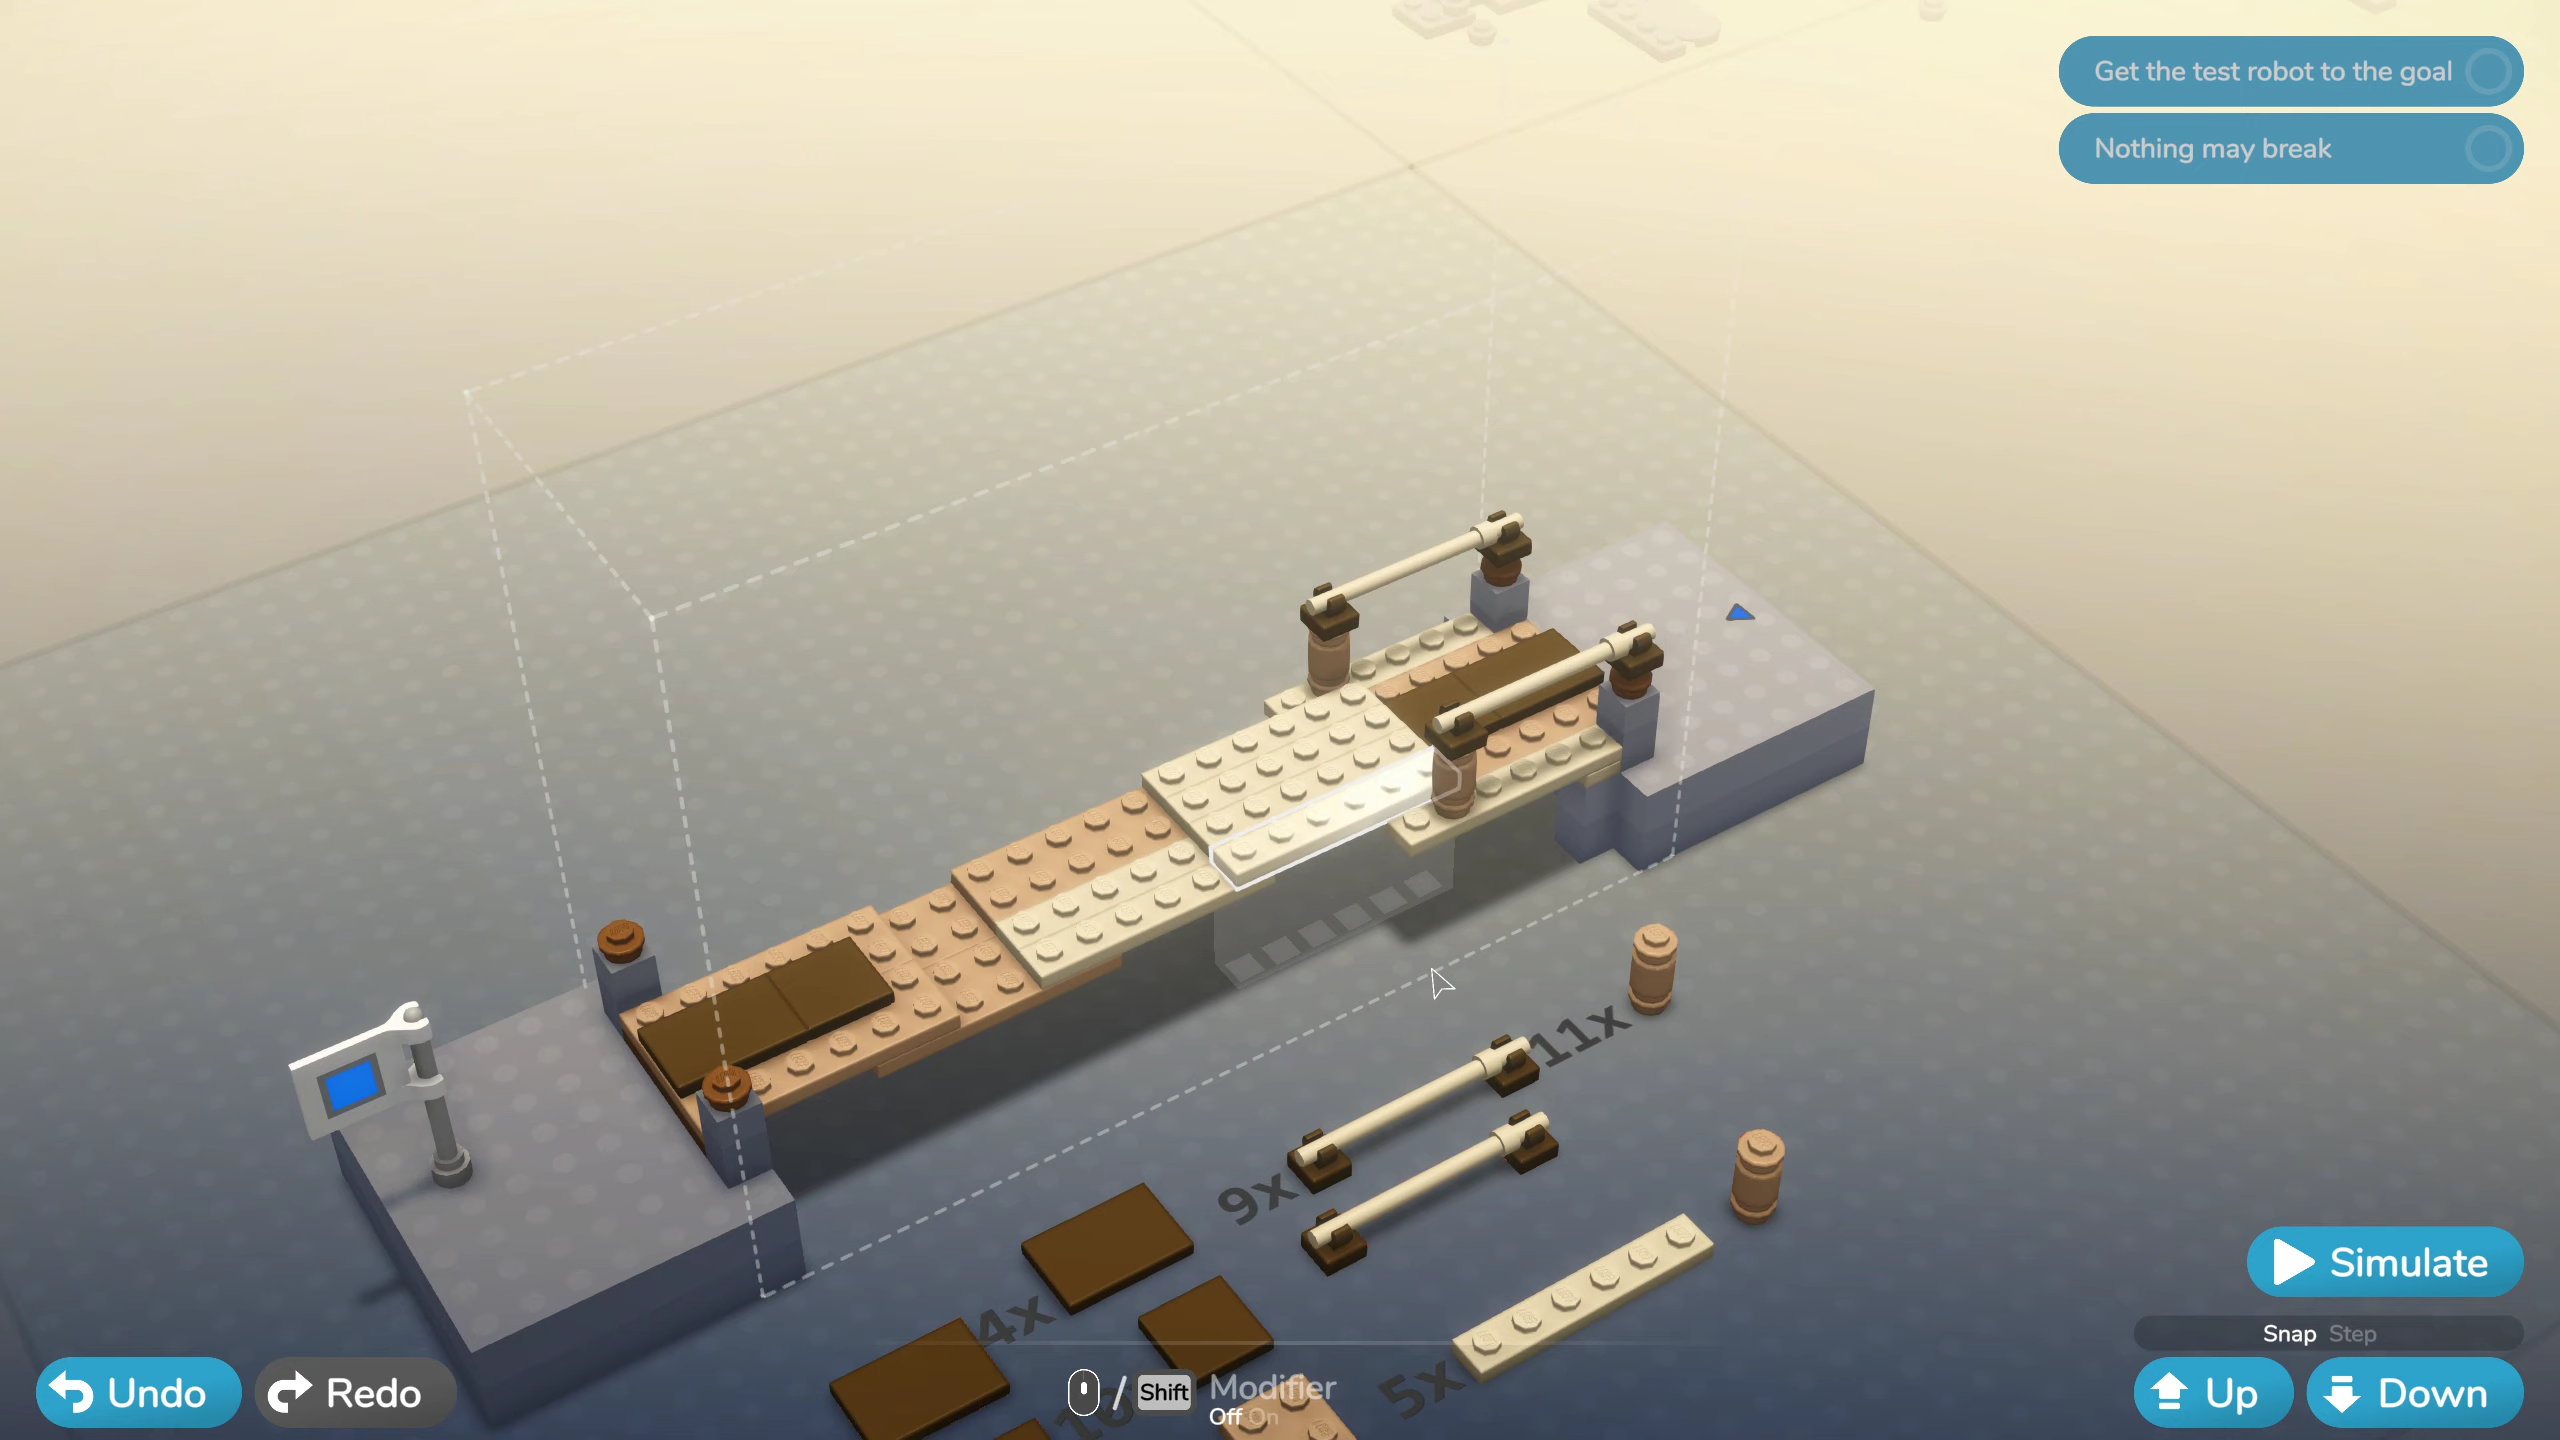 Get the test robot to the goal
Nothing may break
11x
9x
4x
5x
Simulate
Snap Step
Undo
Redo
/ Shift Modifier
Off On
Up
Down